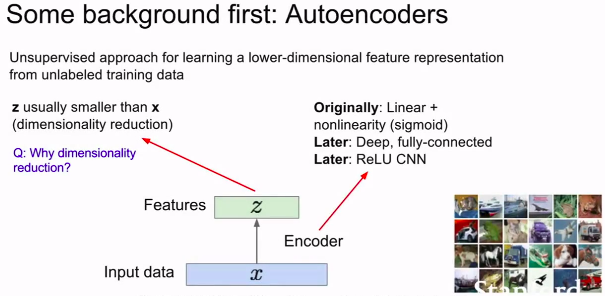 Some background first: Autoencoders
Unsupervised approach for learning a lower-dimensional feature representation
from unlabeled training data
z usually smaller than x
(dimensionality reduction)
Q: Why dimensionality
reduction?
Originally: Linear +
nonlinearity (sigmoid)
Later: Deep, fully-connected
Later: ReLU CNN
Features
z
Encoder
Input data
x
Stanford